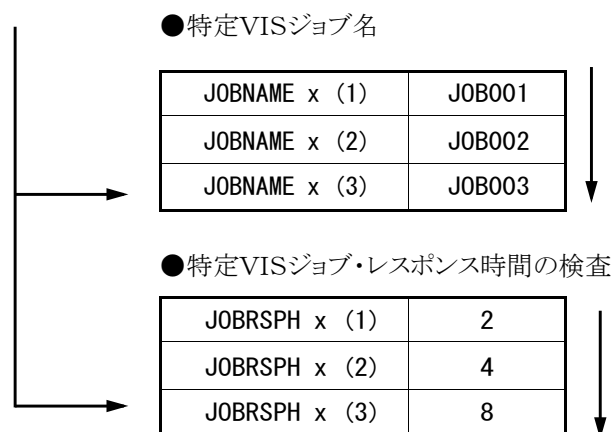 ●特定VISジョブ名
JOBNAME x (1) JOB001
JOBNAME x (2) JOB002
JOBNAME x (3) JOB003
●特定VISジョブ・レスポンス時間の検査
JOBRSPH x (1) 2
JOBRSPH x (2) 4
JOBRSPH x (3) 8